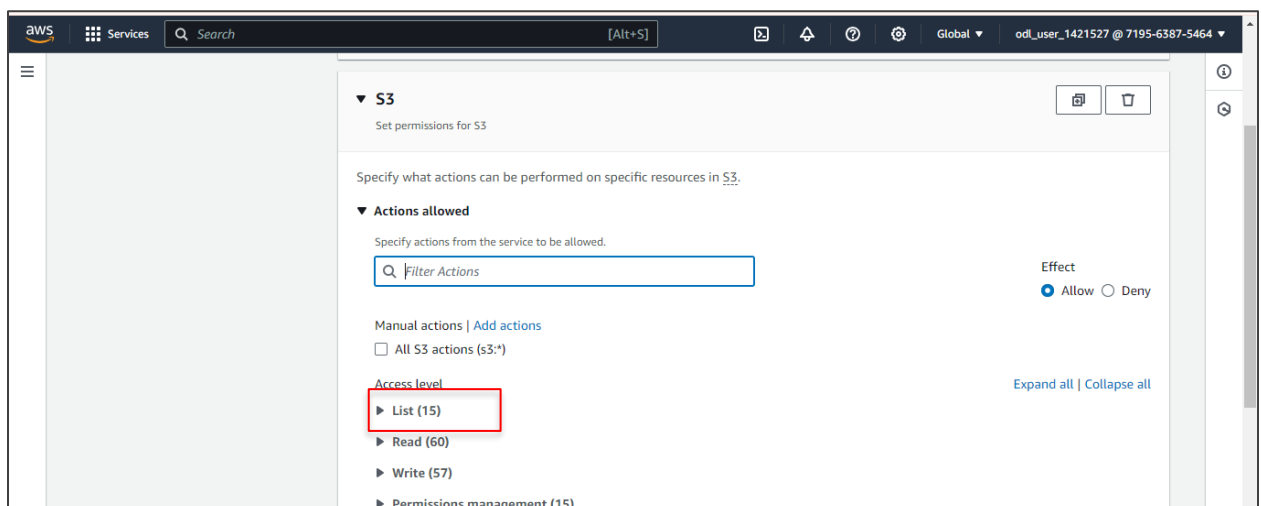 aws Services Search [Alt+S] Global odl_user_1421527 @ 7195-6387-5464
S3
Set permissions for S3
Specify what actions can be performed on specific resources in S3.
Actions allowed
Specify actions from the service to be allowed.
Filter Actions
Effect
Allow Deny
Manual actions | Add actions
All S3 actions (s3:*)
Access level Expand all | Collapse all
List (15)
Read (60)
Write (57)
Permissions management (15)